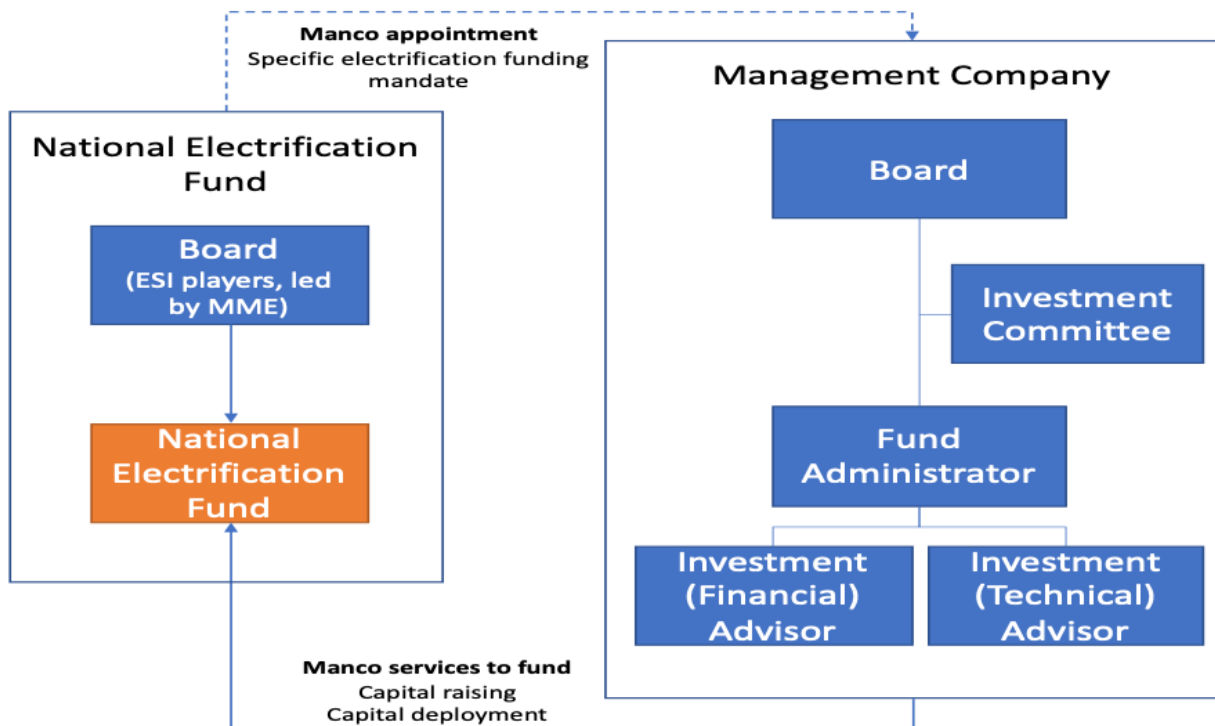 Manco appointment
Specific electrification funding
mandate
National Electrification
Fund
Board
(ESI players, led
by MME)
National
Electrification
Fund
Manco services to fund
Capital raising
Capital deployment
Management Company
Board
Investment
Committee
Fund
Administrator
Investment
(Financial)
Advisor
Investment
(Technical)
Advisor